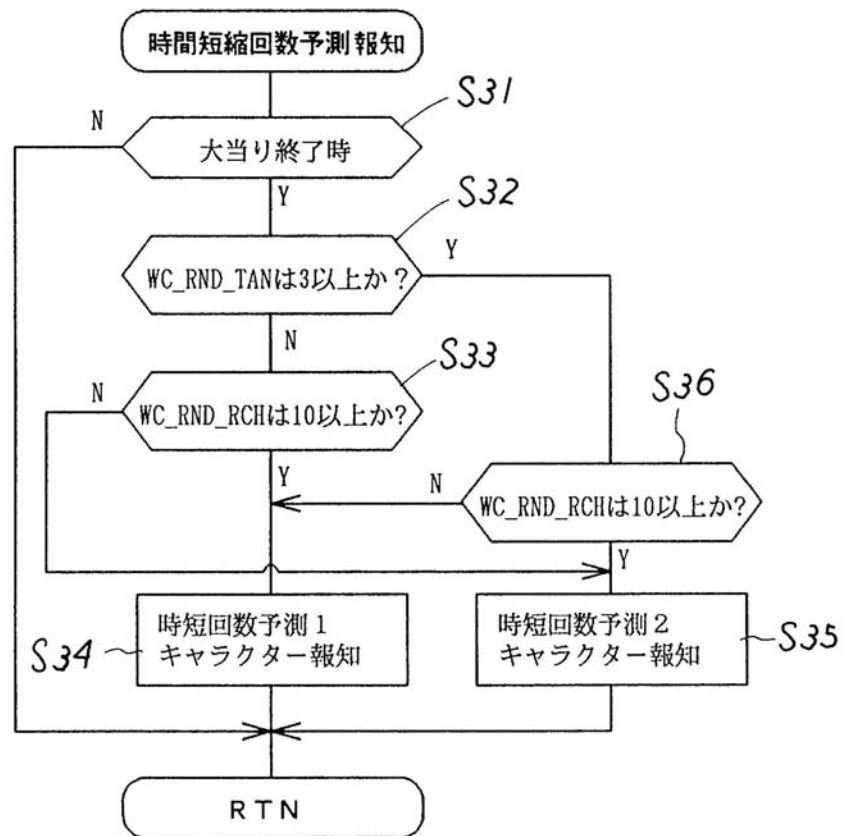 時間短縮回数予測報知
S31
N
大当り終了時
Y
S32
WC_RND_TANは3以上か?
Y
N
S33
N
WC_RND_RCHは10以上か?
S36
Y
N
WC_RND_RCHは10以上か?
Y
時短回数予測1
キャラクター報知
S34
時短回数予測2
キャラクター報知
S35
RTN